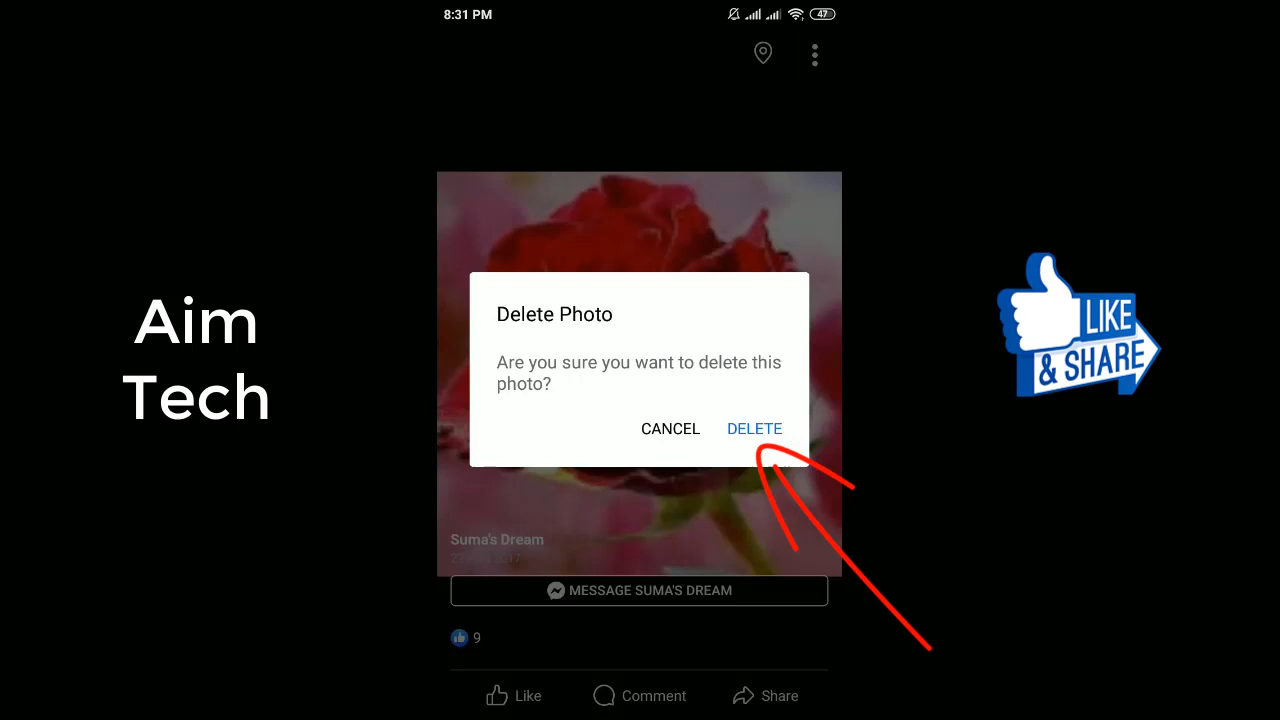 8:31 PM
47
Aim
Tech
Delete Photo
Are you sure you want to delete this
photo?
CANCEL DELETE
LIKE
& SHARE
Suma's Dream
MESSAGE SUMA'S DREAM
9
Like Comment Share